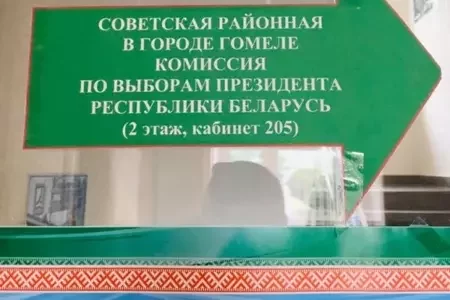 СОВЕТСКАЯ РАЙОННАЯ
В ГОРОДЕ ГОМЕЛЕ
КОМИССИЯ
ПО ВЫБОРАМ ПРЕЗИДЕНТА
РЕСПУБЛИКИ БЕЛАРУСЬ
(2 этаж, кабинет 205)